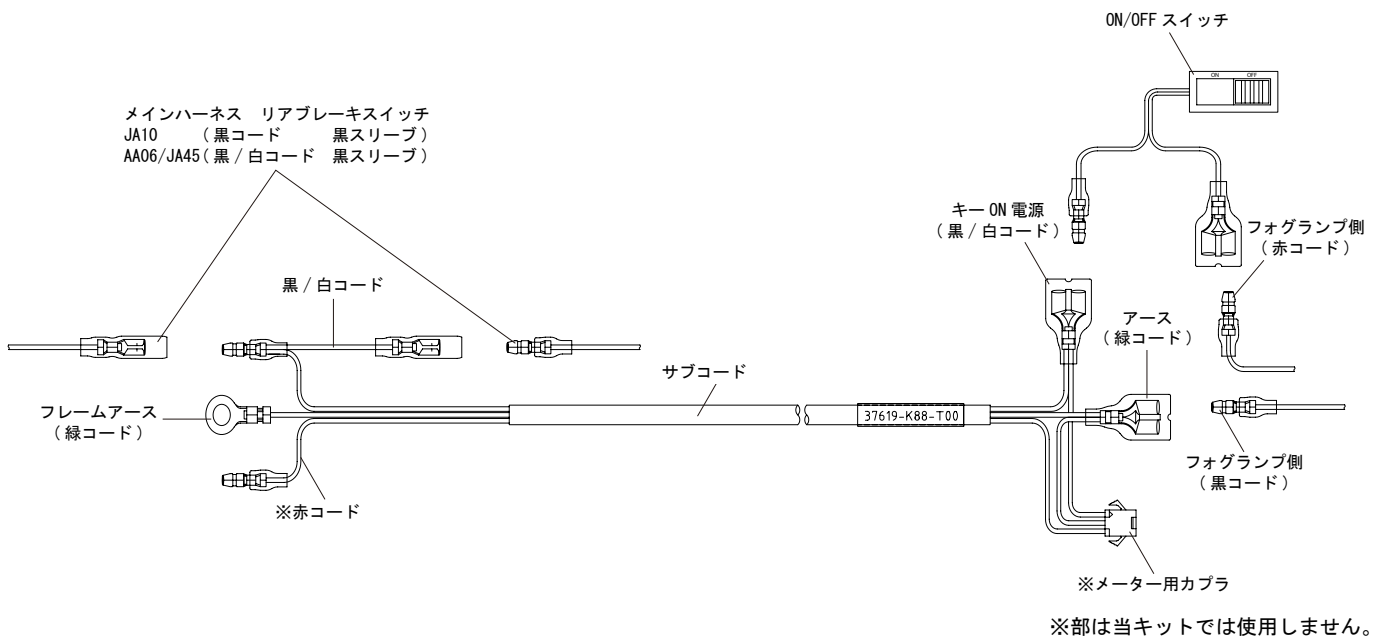 ON/OFF スイッチ
ON OFF
メインハーネス リアブレーキスイッチ
JA10 （黒コード 黒スリーブ）
AA06/JA45（黒/白コード 黒スリーブ）
キー ON 電源
（黒/白コード）
フォグランプ側
（赤コード）
黒/白コード
アース
（緑コード）
サブコード
フレームアース
（緑コード）
37619-K88-T00
フォグランプ側
（黒コード）
※赤コード
※メーター用カプラ
※部は当キットでは使用しません。